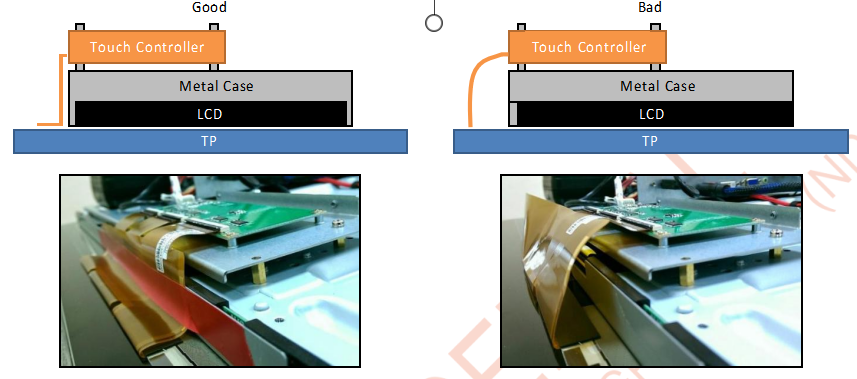 Good
Bad
Touch Controller
Touch Controller
Metal Case
Metal Case
LCD
LCD
TP
TP